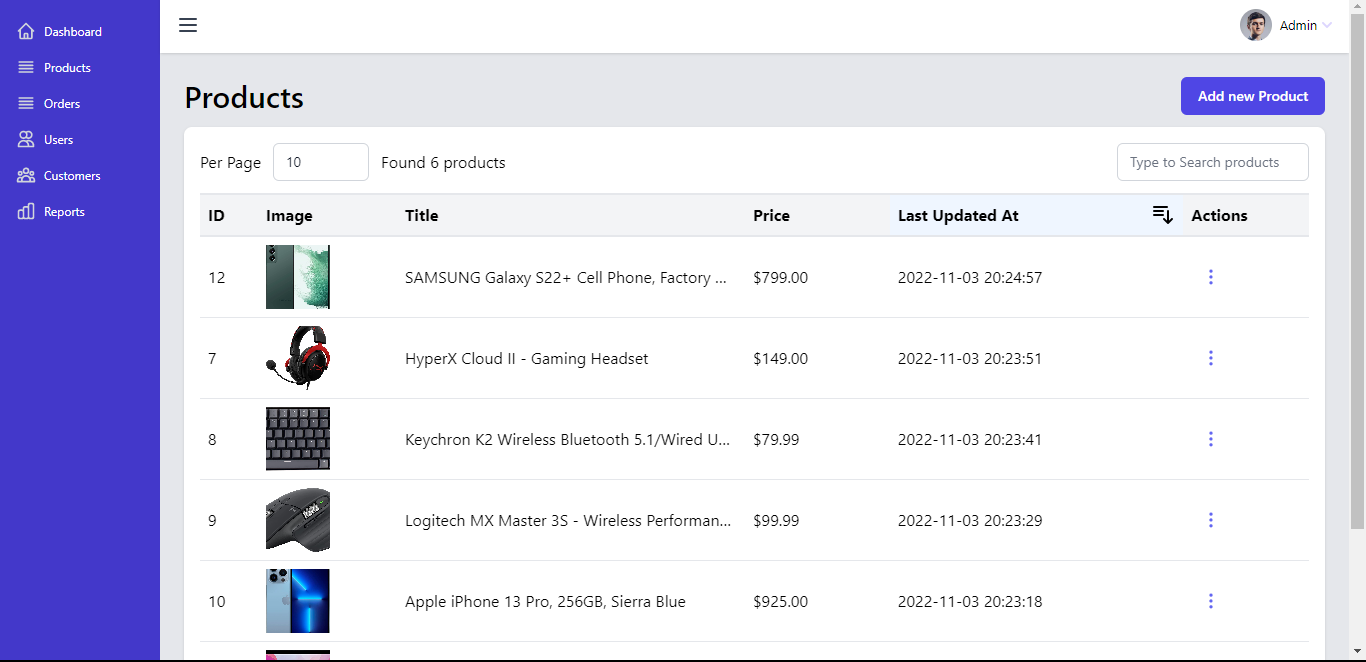 Dashboard
Products
Orders
Users
Customers
Reports
Admin
Products
Add new Product
Per Page 10 Found 6 products Type to Search products
ID Image Title Price Last Updated At Actions
12 SAMSUNG Galaxy S22+ Cell Phone, Factory ... $799.00 2022-11-03 20:24:57
7 HyperX Cloud II - Gaming Headset $149.00 2022-11-03 20:23:51
8 Keychron K2 Wireless Bluetooth 5.1/Wired U... $79.99 2022-11-03 20:23:41
9 Logitech MX Master 3S - Wireless Performan... $99.99 2022-11-03 20:23:29
10 Apple iPhone 13 Pro, 256GB, Sierra Blue $925.00 2022-11-03 20:23:18